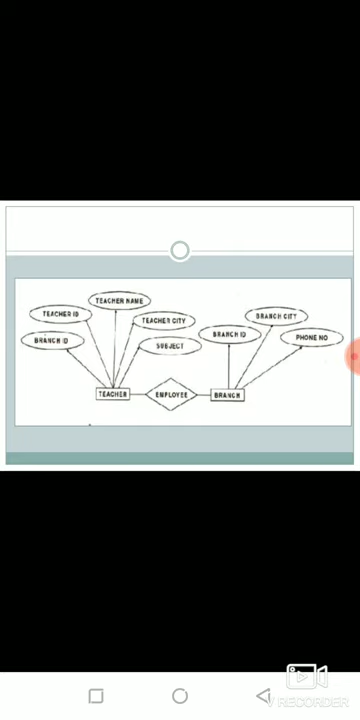 TEACHER NAME
TEACHER ID
TEACHER CITY
BRANCH ID
SUBJECT
BRANCH CITY
BRANCH ID
PHONE NO
TEACHER
EMPLOYEE
BRANCH
V RECORDER